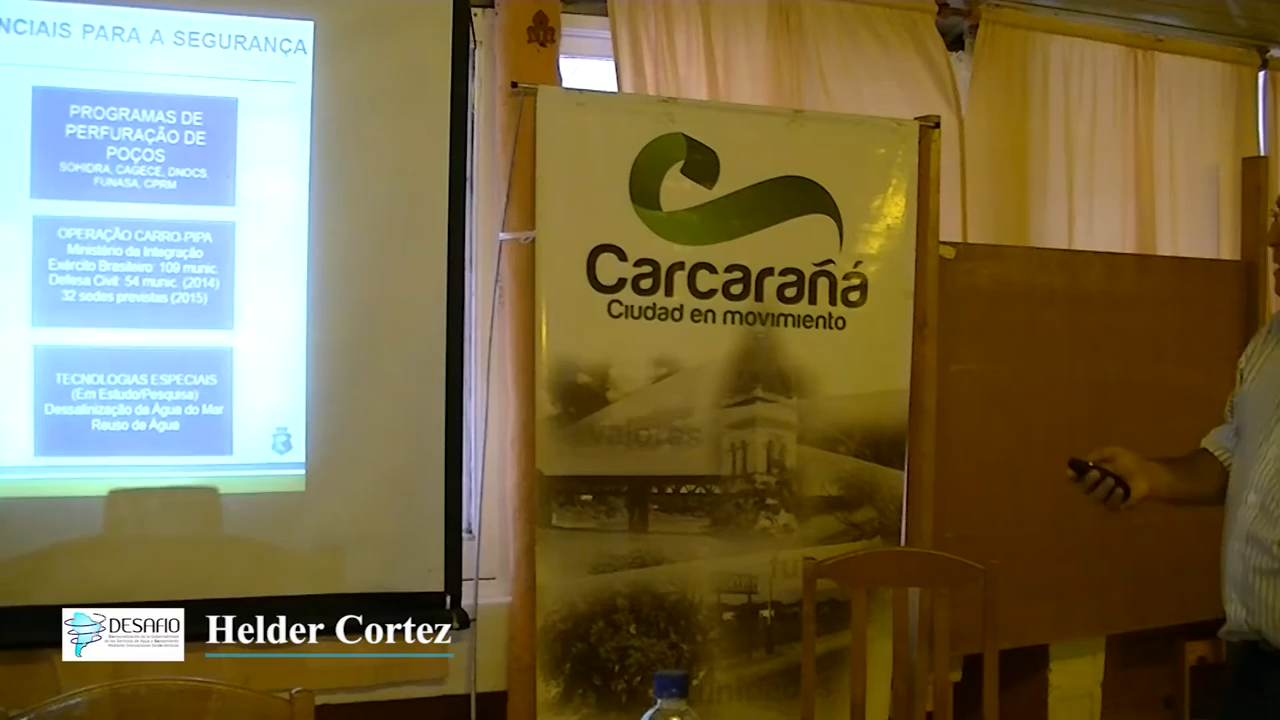 NCIAIS PARA A SEGURANÇA
PROGRAMAS DE
PERFURAÇÃO DE
POÇOS
SOHIDRA, CAGECE, DNOCS,
FUNASA, CPRM
OPERAÇÃO CARRO-PIPA
Ministério da Integração
Exército Brasileiro: 109 munic.
Defesa Civil: 54 munic. (2014)
32 sedes previstas (2015)
TECNOLOGIAS ESPECIAIS
(Em Estudo/Pesquisa)
Dessalinização da Água do Mar
Reuso de Água
Carcarañá
Ciudad en movimiento
valores
fu
DESAFIO
Helder Cortez